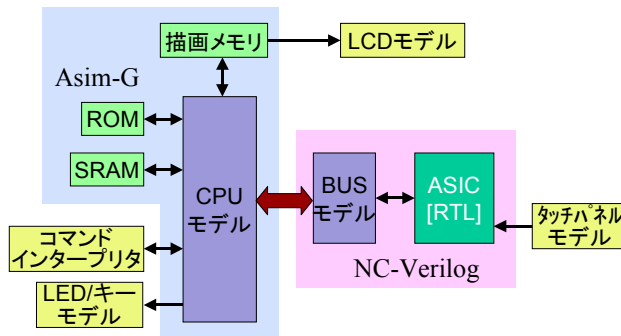 描画メモリ
LCDモデル
Asim-G
ROM
SRAM
CPU
モデル
BUS
モデル
ASIC
[RTL]
ﾀｯﾁﾊﾟﾈﾙ
モデル
コマンド
インタープリタ
LED/キー
モデル
NC-Verilog